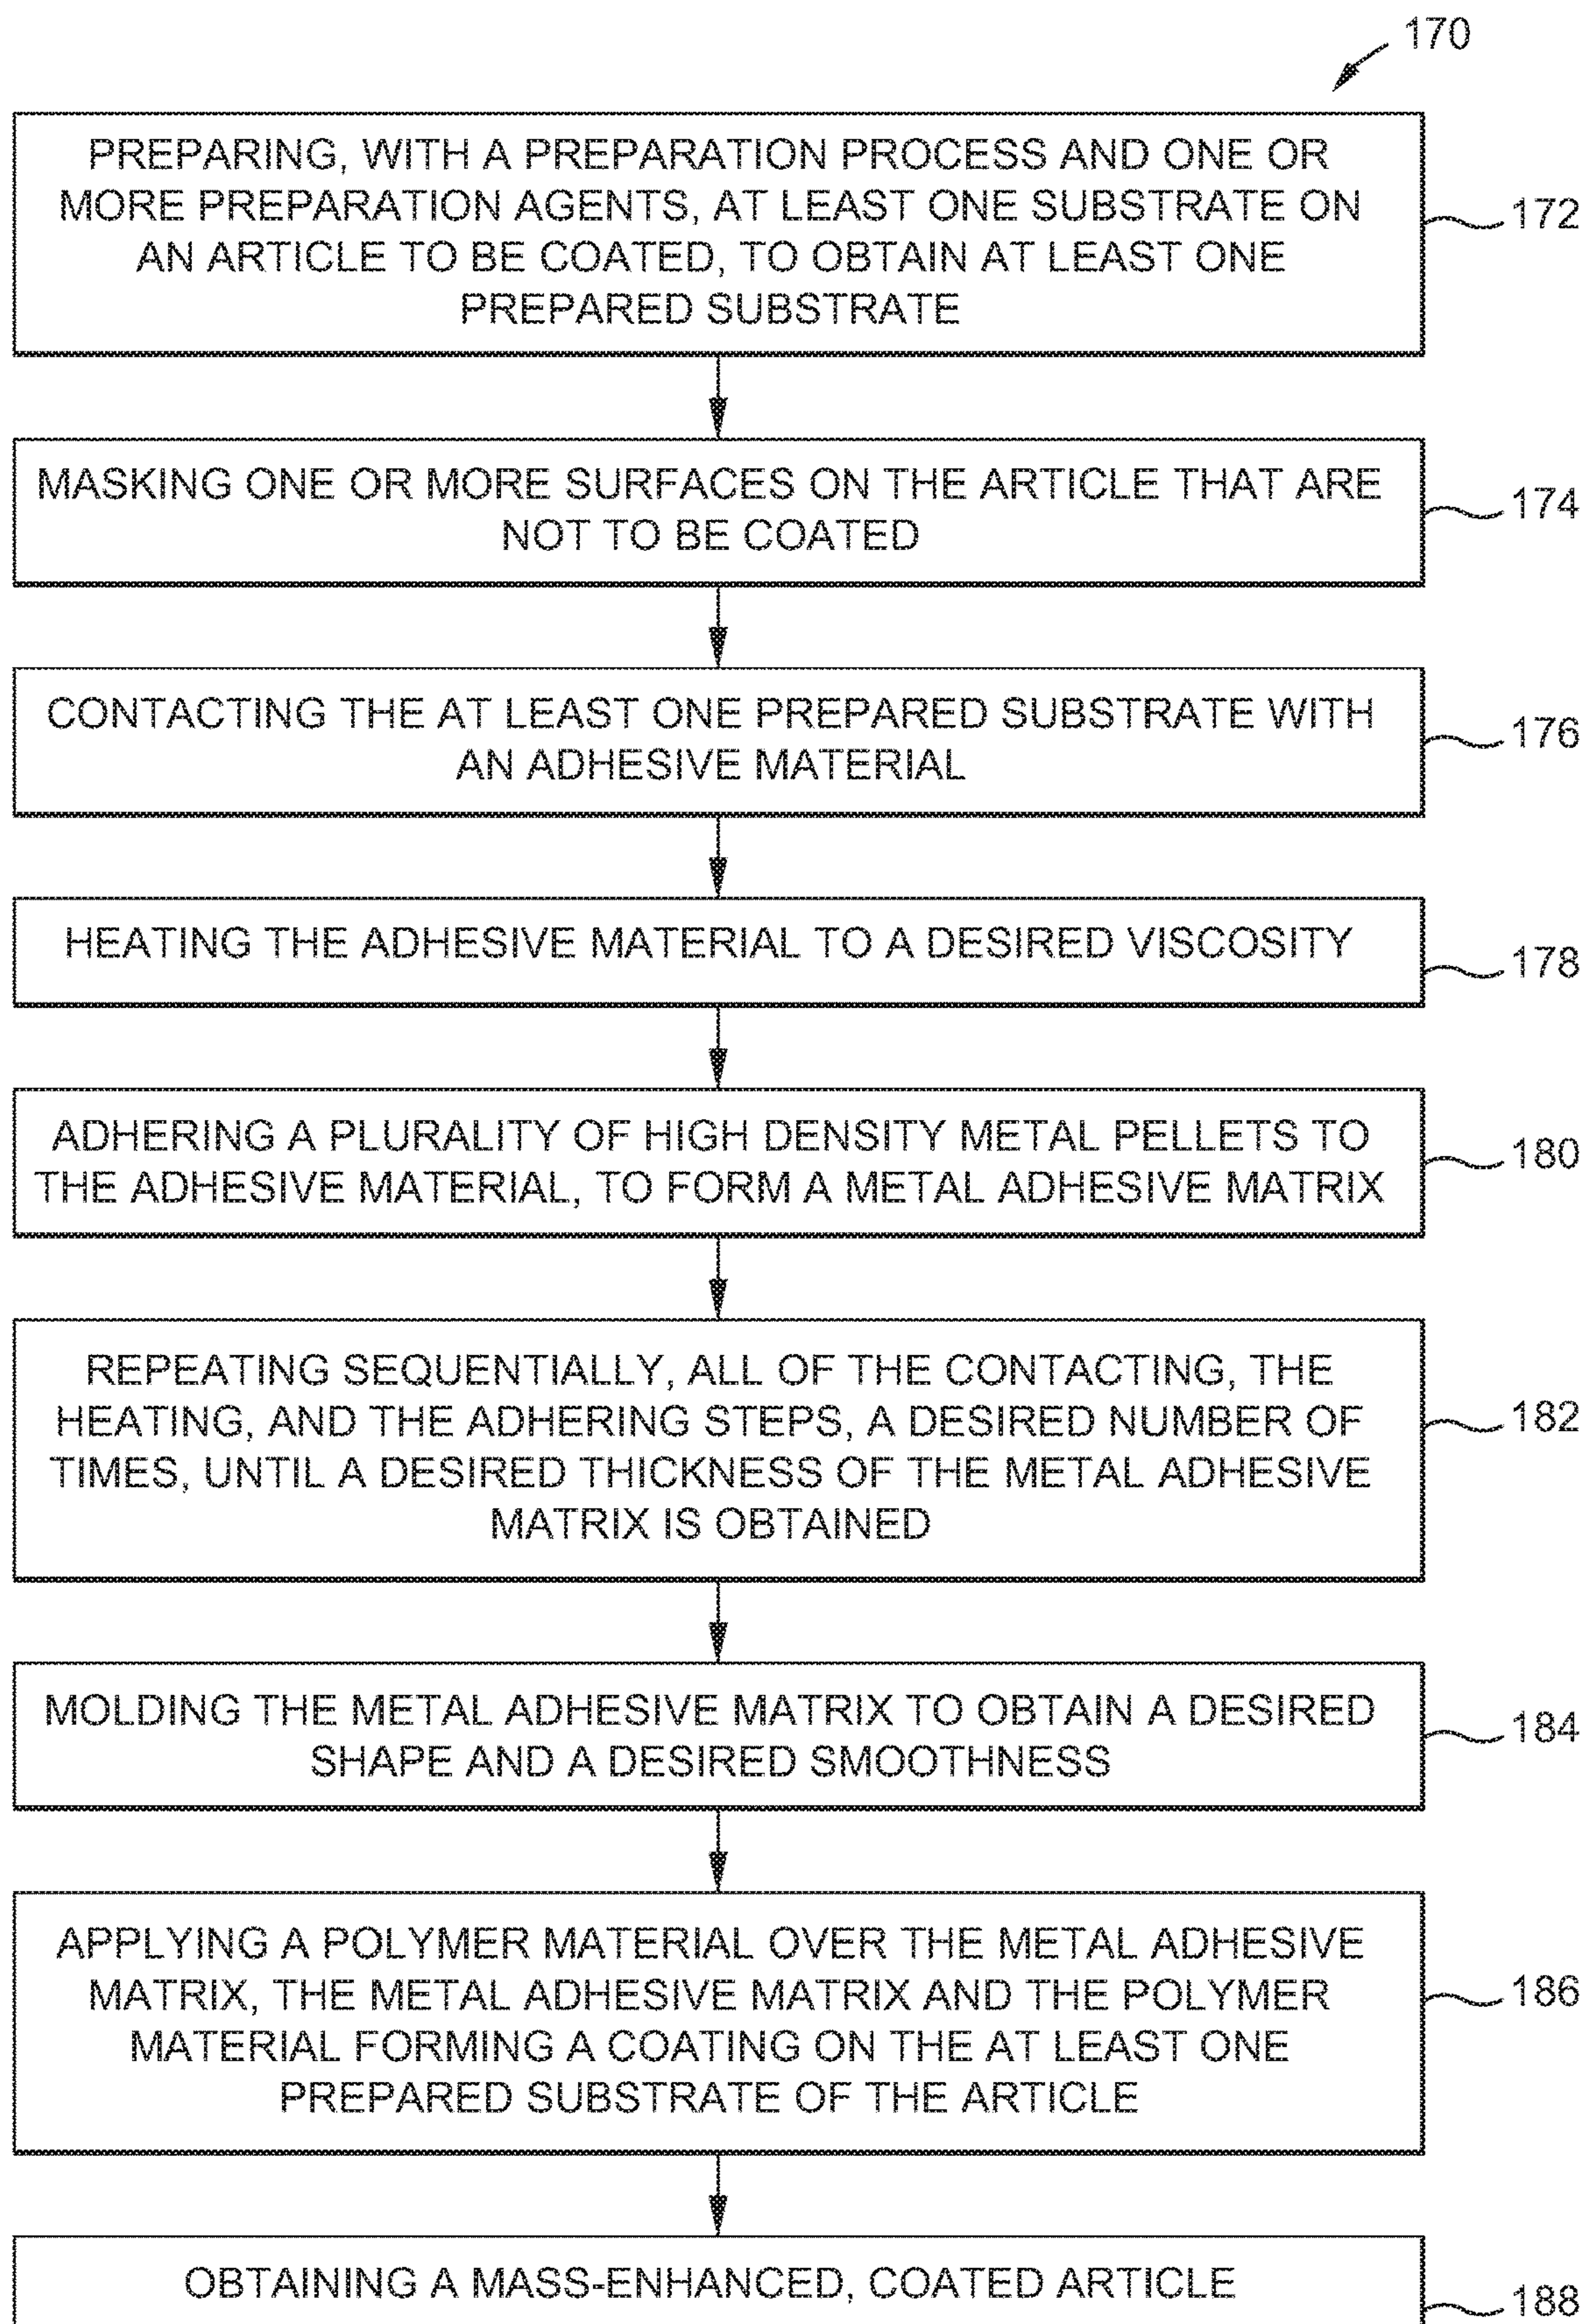 170
PREPARING, WITH A PREPARATION PROCESS AND ONE OR
MORE PREPARATION AGENTS, AT LEAST ONE SUBSTRATE ON
AN ARTICLE TO BE COATED, TO OBTAIN AT LEAST ONE
PREPARED SUBSTRATE
172
MASKING ONE OR MORE SURFACES ON THE ARTICLE THAT ARE
NOT TO BE COATED
174
CONTACTING THE AT LEAST ONE PREPARED SUBSTRATE WITH
AN ADHESIVE MATERIAL
176
HEATING THE ADHESIVE MATERIAL TO A DESIRED VISCOSITY
178
ADHERING A PLURALITY OF HIGH DENSITY METAL PELLETS TO
THE ADHESIVE MATERIAL, TO FORM A METAL ADHESIVE MATRIX
180
REPEATING SEQUENTIALLY, ALL OF THE CONTACTING, THE
HEATING, AND THE ADHERING STEPS, A DESIRED NUMBER OF
TIMES, UNTIL A DESIRED THICKNESS OF THE METAL ADHESIVE
MATRIX IS OBTAINED
182
MOLDING THE METAL ADHESIVE MATRIX TO OBTAIN A DESIRED
SHAPE AND A DESIRED SMOOTHNESS
184
APPLYING A POLYMER MATERIAL OVER THE METAL ADHESIVE
MATRIX, THE METAL ADHESIVE MATRIX AND THE POLYMER
MATERIAL FORMING A COATING ON THE AT LEAST ONE
PREPARED SUBSTRATE OF THE ARTICLE
186
OBTAINING A MASS-ENHANCED, COATED ARTICLE
188